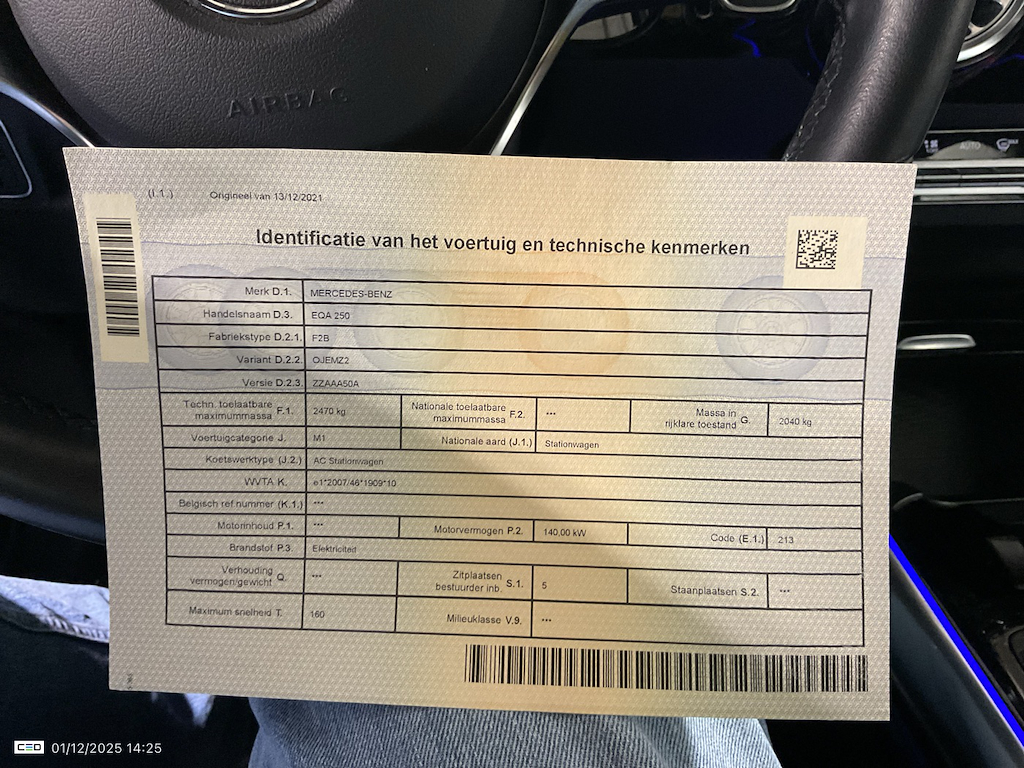 AIRBAG
AUTO
(I.1.) Origineel van 13/12/2021
Identificatie van het voertuig en technische kenmerken
Merk D.1. MERCEDES-BENZ
Handelsnaam D.3. EQA 250
Fabriekstype D.2.1. F2B
Variant D.2.2. OJEMZ2
Versie D.2.3. ZZAAA50A
Techn. toelaatbare maximummassa F.1. 2470 kg Nationale toelaatbare maximummassa F.2. *** Massa in rijklare toestand G. 2040 kg
Voertuigcategorie J. M1 Nationale aard (J.1.) Stationwagen
Koetswerktype (J.2.) AC Stationwagen
WVTA K. e1*2007/46*1909*10
Belgisch ref nummer (K.1.) ***
Motorinhoud P.1. *** Motorvermogen P.2. 140,00 kW Code (E.1.) 213
Brandstof P.3. Elektriciteit
Verhouding vermogen/gewicht Q. *** Zitplaatsen bestuurder inb. S.1. 5 Staanplaatsen S.2. ***
Maximum snelheid T. 160 Milieuklasse V.9. ***
CEO 01/12/2025 14:25